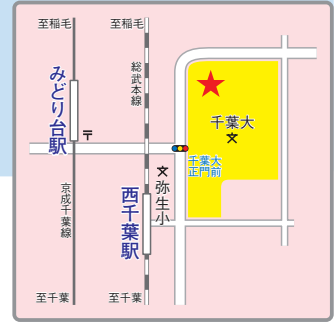 至稲毛
至稲毛
みどり台駅
総武本線
〒
千葉大
文
千葉大
正門前
文
弥生小
京成千葉線
西千葉駅
至千葉
至千葉